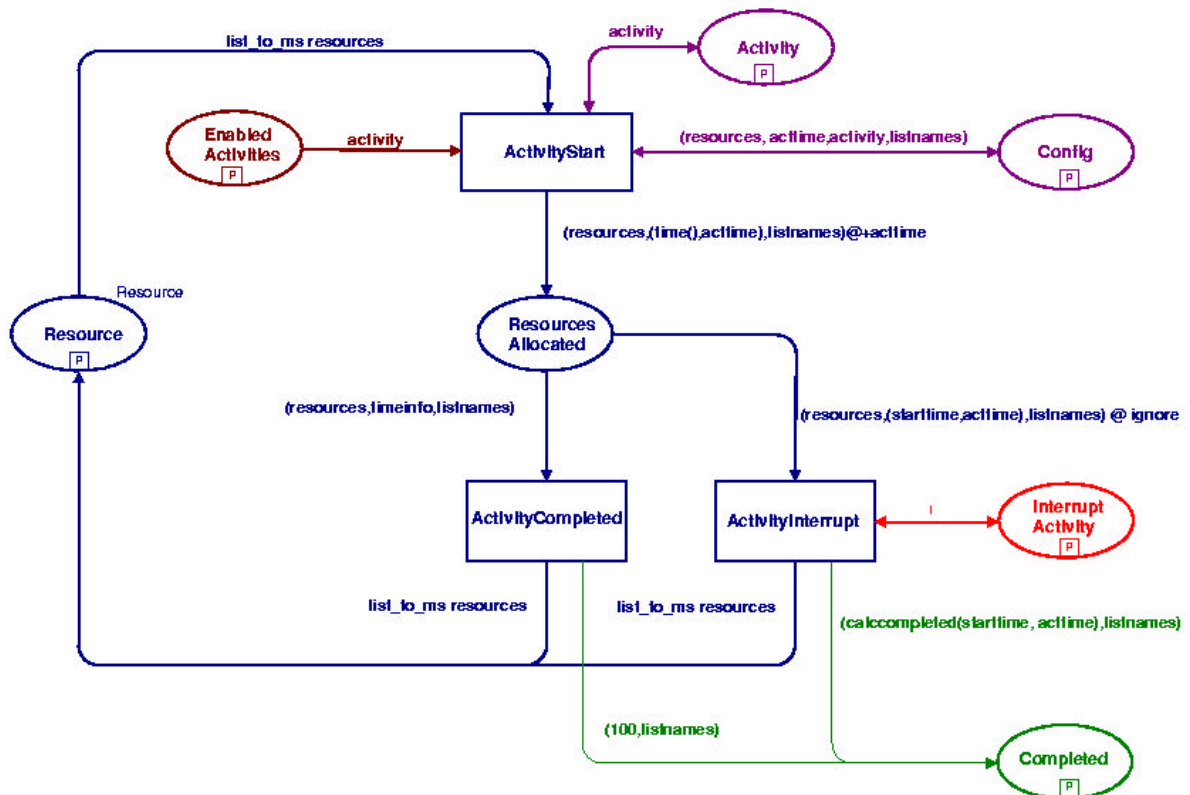 list_to_ms resources
activity
Activity
P
Enabled
Activities
P
activity
ActivityStart
(resources, acttime,activity,listnames)
Config
P
(resources,(time(),acttime),listnames)@+acttime
Resource
Resource
P
Resources
Allocated
(resources,timeinfo,listnames)
(resources,(starttime,acttime),listnames) @ ignore
ActivityCompleted
ActivityInterrupt
i
Interrupt
Activity
P
list_to_ms resources
list_to_ms resources
(calccompleted(starttime, acttime),listnames)
(100,listnames)
Completed
P